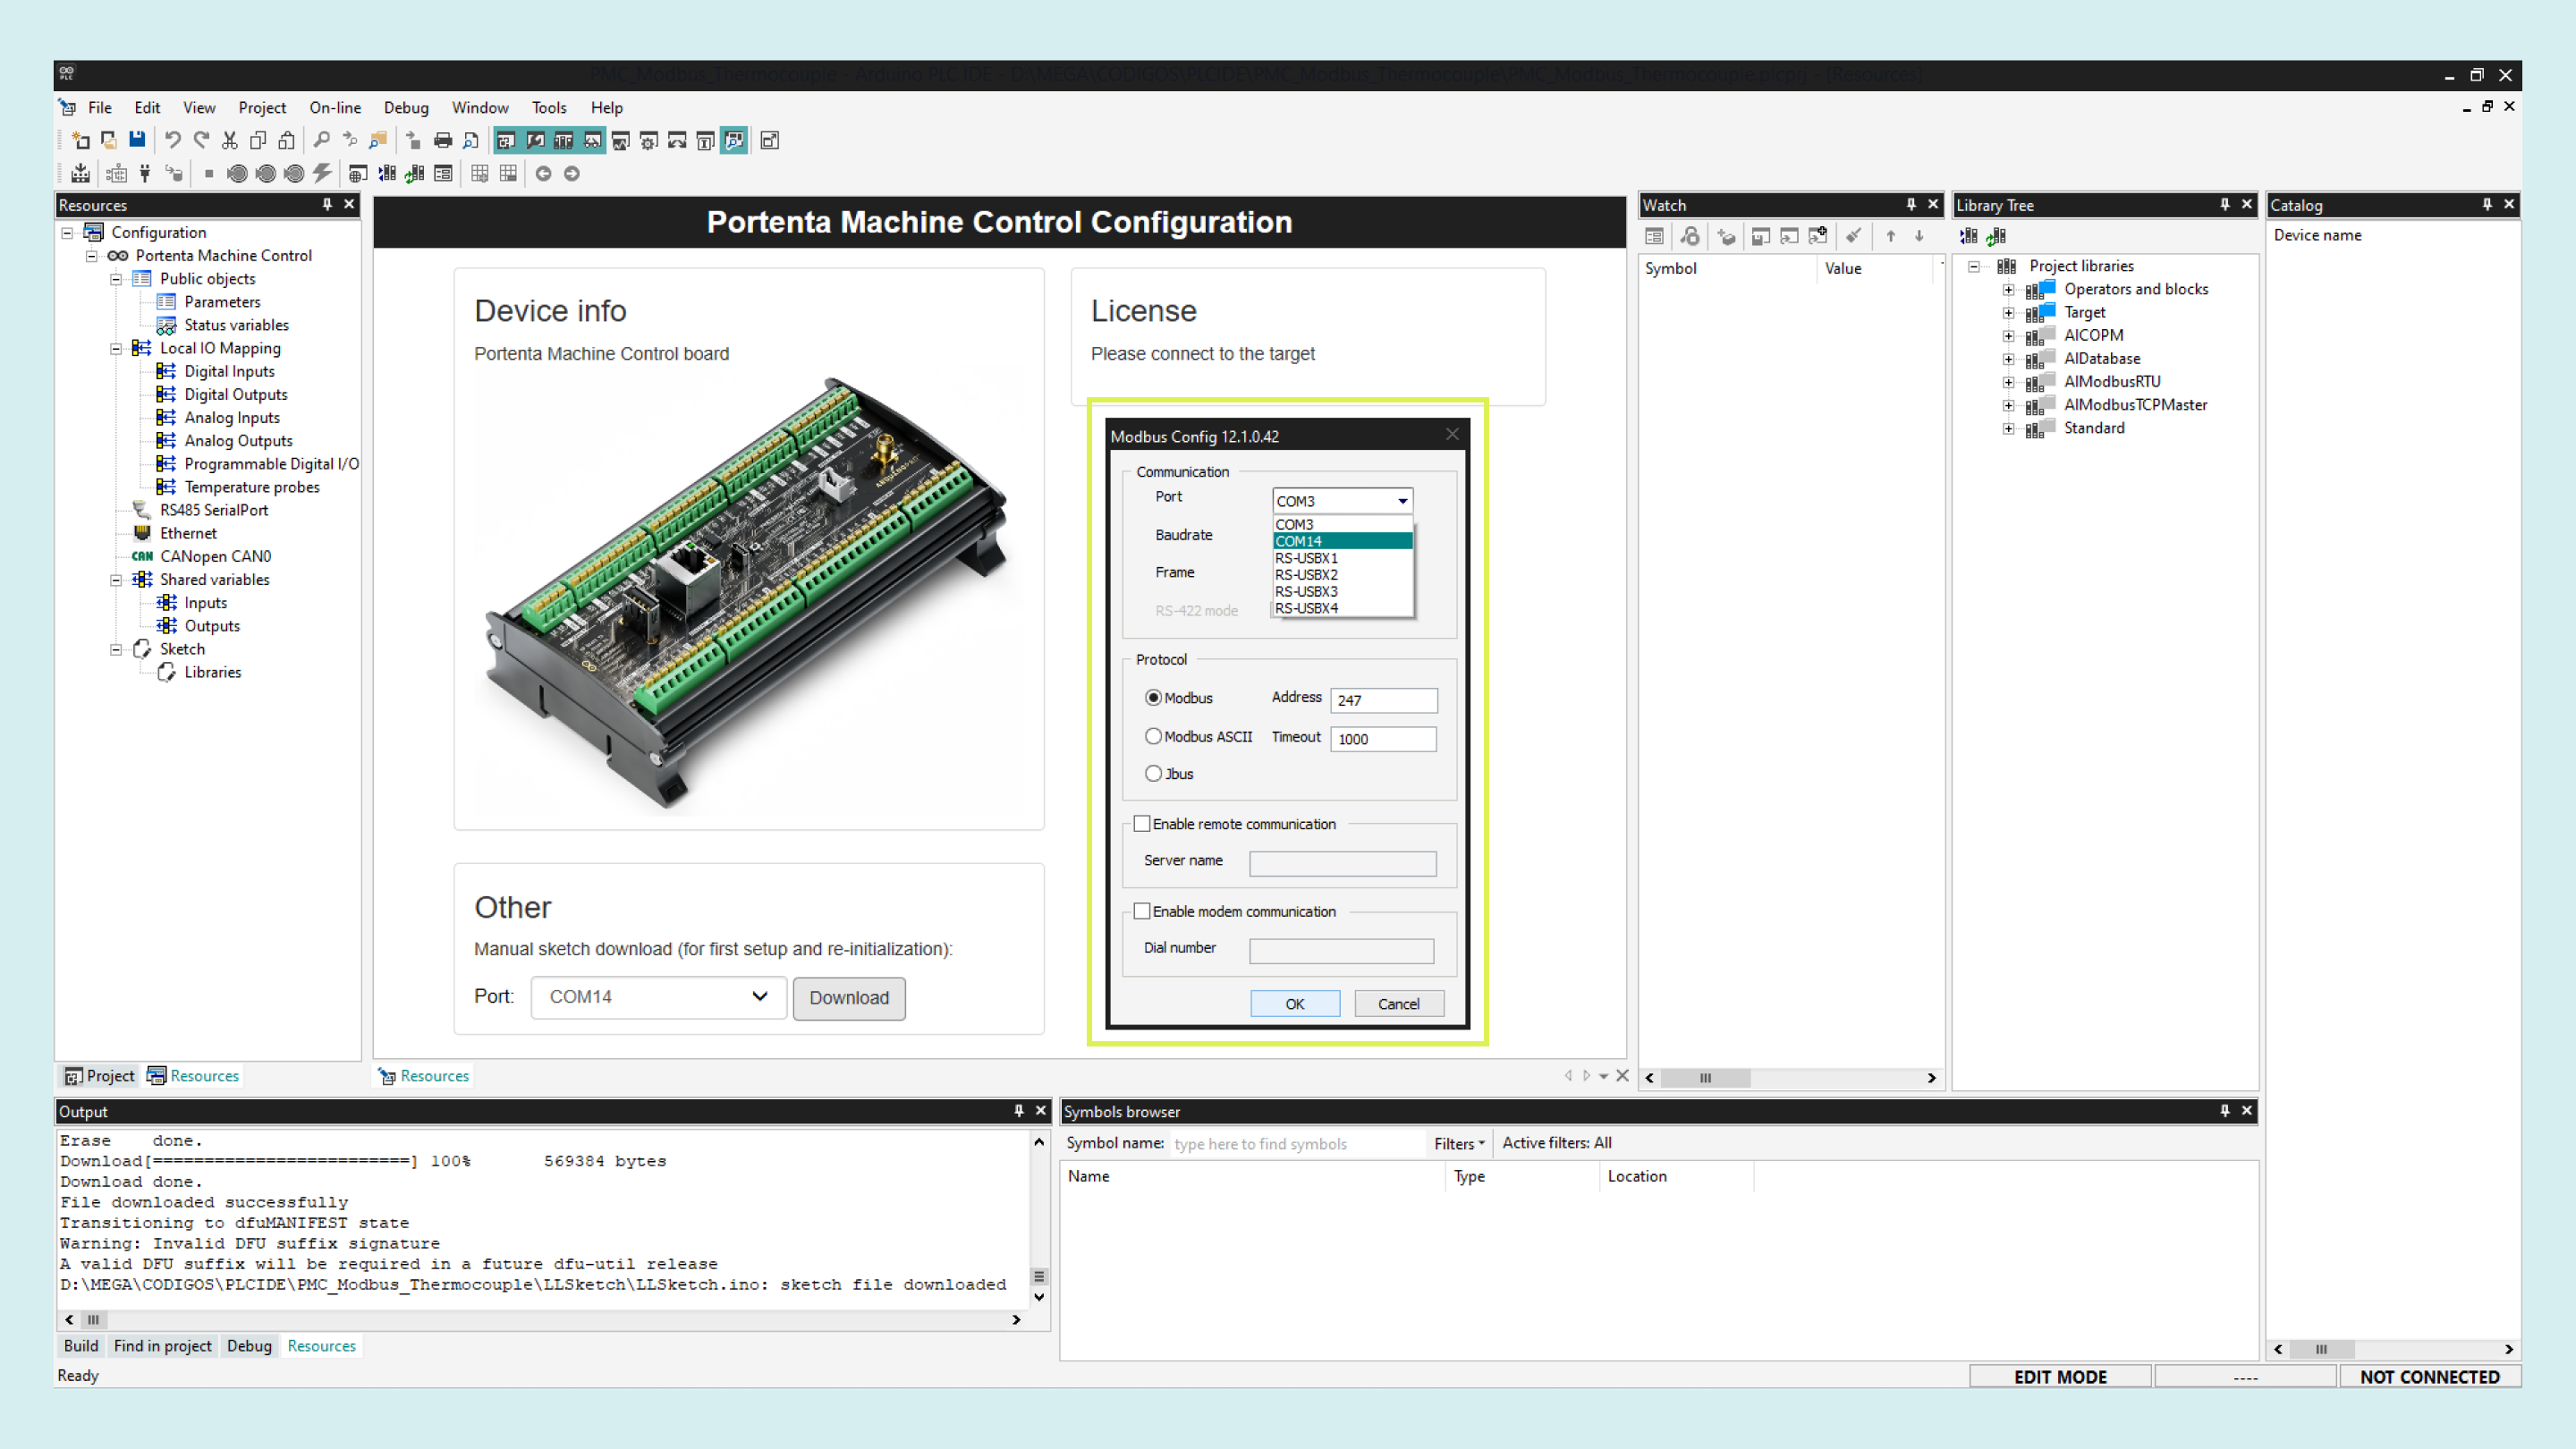 PLC
PMC_Modbus_Thermocouple - Arduino PLC IDE - D:\MEGA\CODIGOS\PLCIDE\PMC_Modbus_Thermocouple\PMC_Modbus_Thermocouple.plcprj - [Resources]
File Edit View Project On-line Debug Window Tools Help
Resources
Configuration
Portenta Machine Control
Public objects
Parameters
Status variables
Local IO Mapping
Digital Inputs
Digital Outputs
Analog Inputs
Analog Outputs
Programmable Digital I/O
Temperature probes
RS485 SerialPort
Ethernet
CAN CANopen CAN0
Shared variables
Inputs
Outputs
Sketch
Libraries
Project Resources
Portenta Machine Control Configuration
Device info
Portenta Machine Control board
License
Please connect to the target
Other
Manual sketch download (for first setup and re-initialization):
Port: COM14 Download
Resources
Modbus Config 12.1.0.42
Communication
Port COM3
COM3
COM14
RS-USBX1
RS-USBX2
RS-USBX3
RS-USBX4
Baudrate
Frame
RS-422 mode
Protocol
Modbus Address 247
Modbus ASCII Timeout 1000
Jbus
Enable remote communication
Server name
Enable modem communication
Dial number
OK Cancel
Watch
Symbol Value
Library Tree
Project libraries
Operators and blocks
Target
AlCOPM
AlDatabase
AlModbusRTU
AlModbusTCPMaster
Standard
Catalog
Device name
Output
Erase done.
Download[=========================] 100% 569384 bytes
Download done.
File downloaded successfully
Transitioning to dfuMANIFEST state
Warning: Invalid DFU suffix signature
A valid DFU suffix will be required in a future dfu-util release
D:\MEGA\CODIGOS\PLCIDE\PMC_Modbus_Thermocouple\LLSketch\LLSketch.ino: sketch file downloaded
Build Find in project Debug Resources
Symbols browser
Symbol name: type here to find symbols Filters Active filters: All
Name Type Location
Ready
EDIT MODE ---- NOT CONNECTED